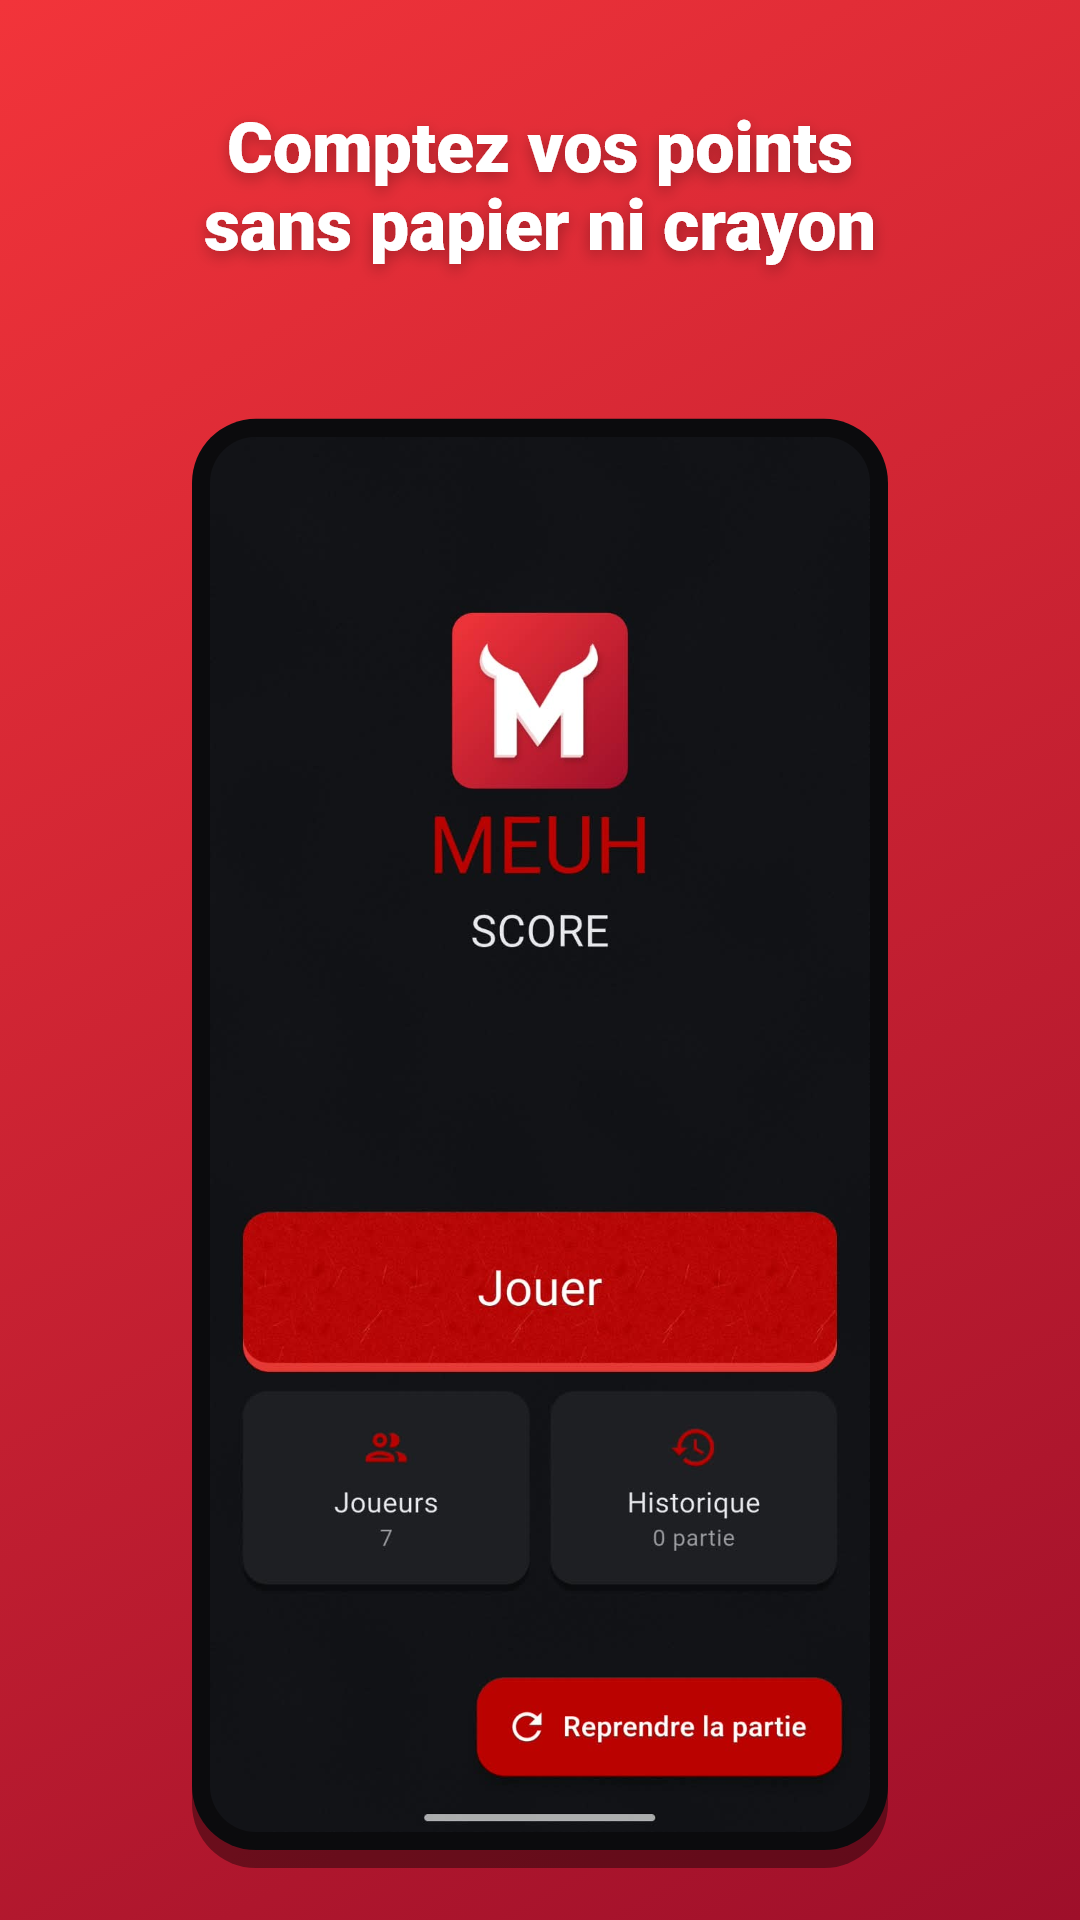 Comptez vos points
sans papier ni crayon
M
MEUH
SCORE
Jouer
Joueurs
7
Historique
0 partie
Reprendre la partie